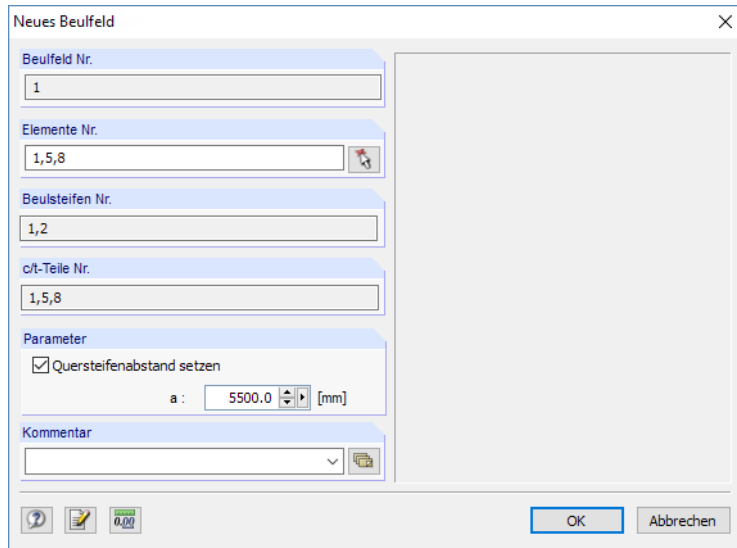 Neues Beulfeld
Beulfeld Nr.
1
Elemente Nr.
1,5,8
Beulsteifen Nr.
1,2
c/t-Teile Nr.
1,5,8
Parameter
Quersteifenabstand setzen
a : 5500.0 [mm]
Kommentar
0.00
OK Abbrechen